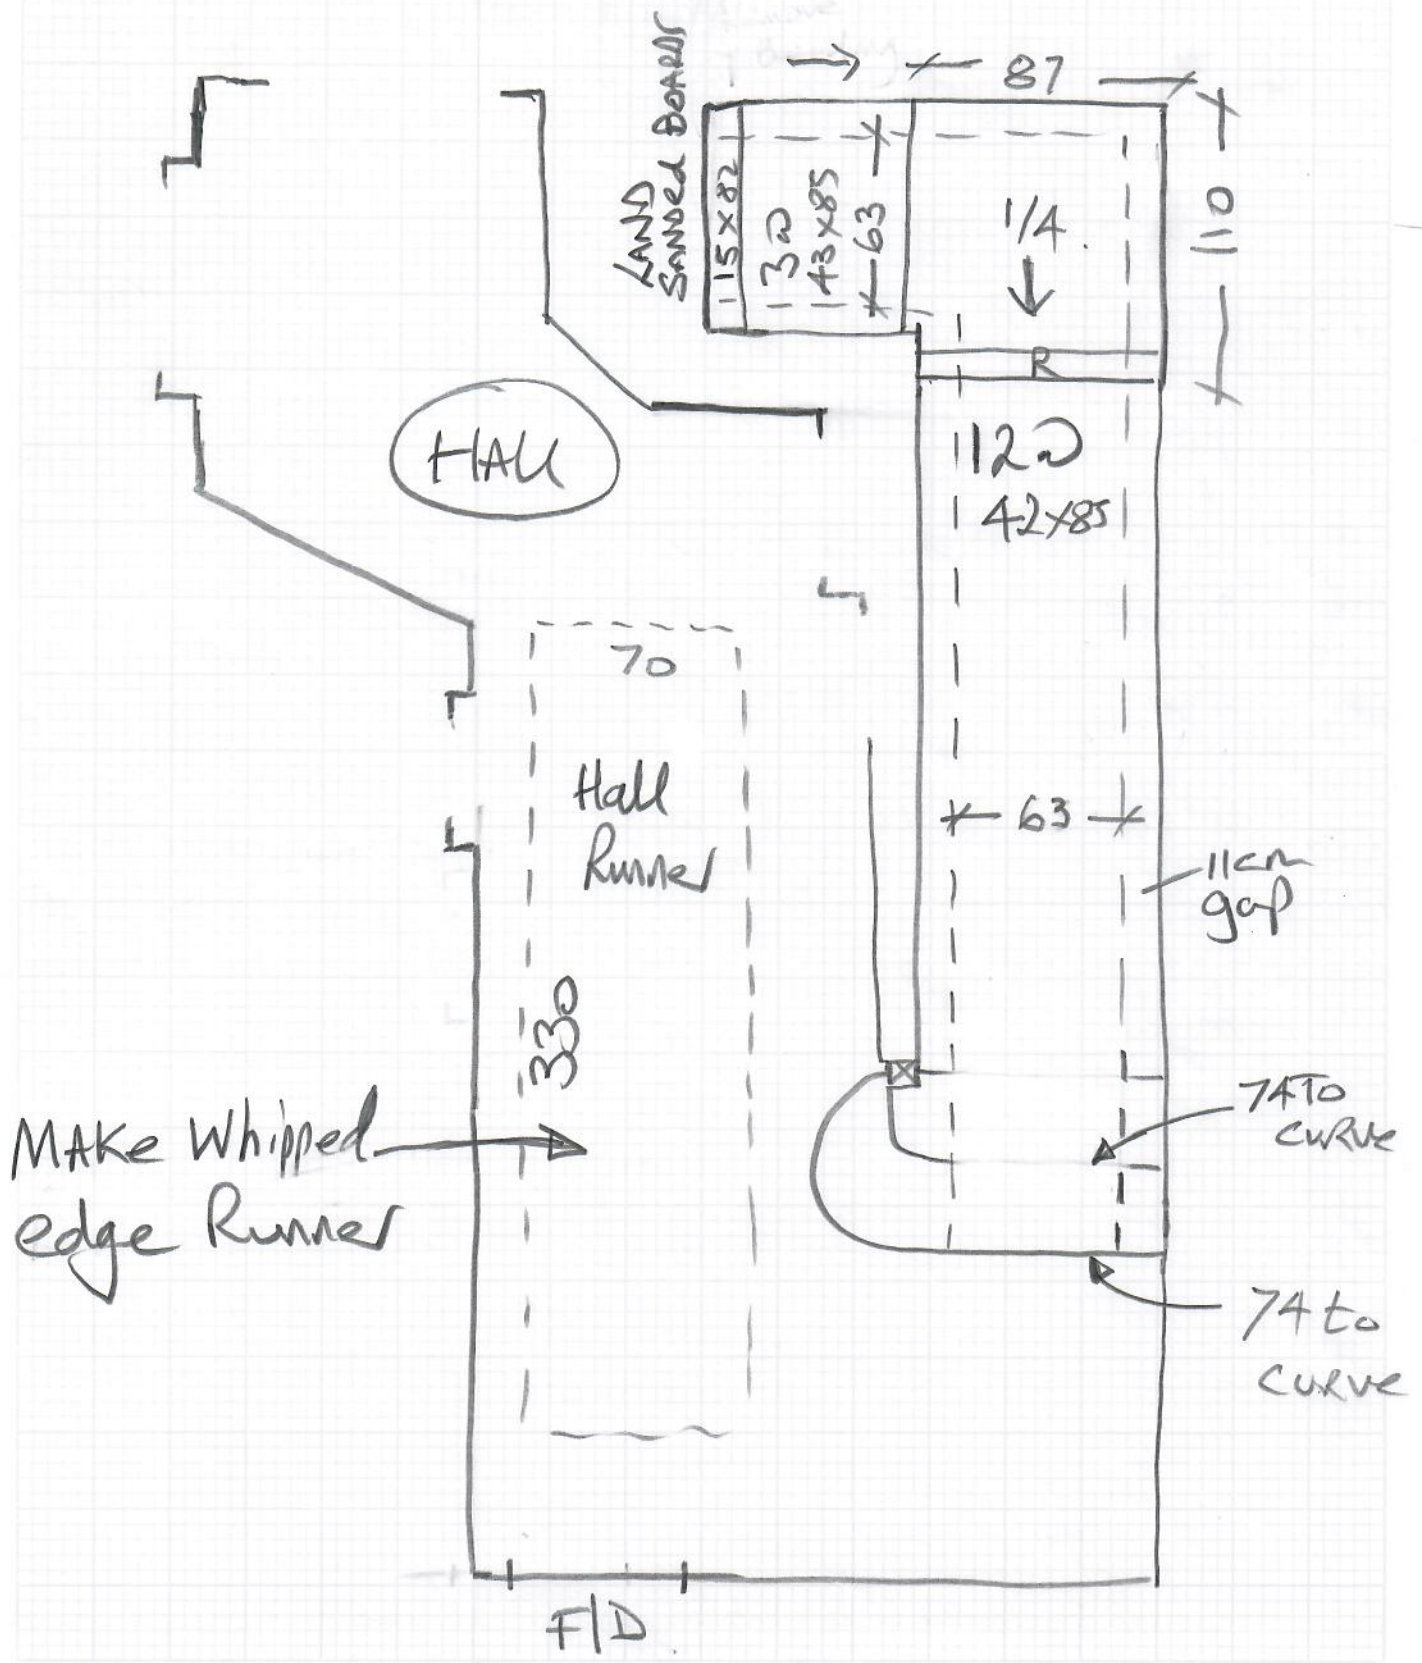 87
LAND
Sanded BOARDS
15x82
3@
43x85
63
1/4
110
R
HALL
12@
42x85
70
Hall
Runner
63
11cm
gap
330
MAKE Whipped
edge Runner
74 TO
CURVE
74 to
CURVE
F/D